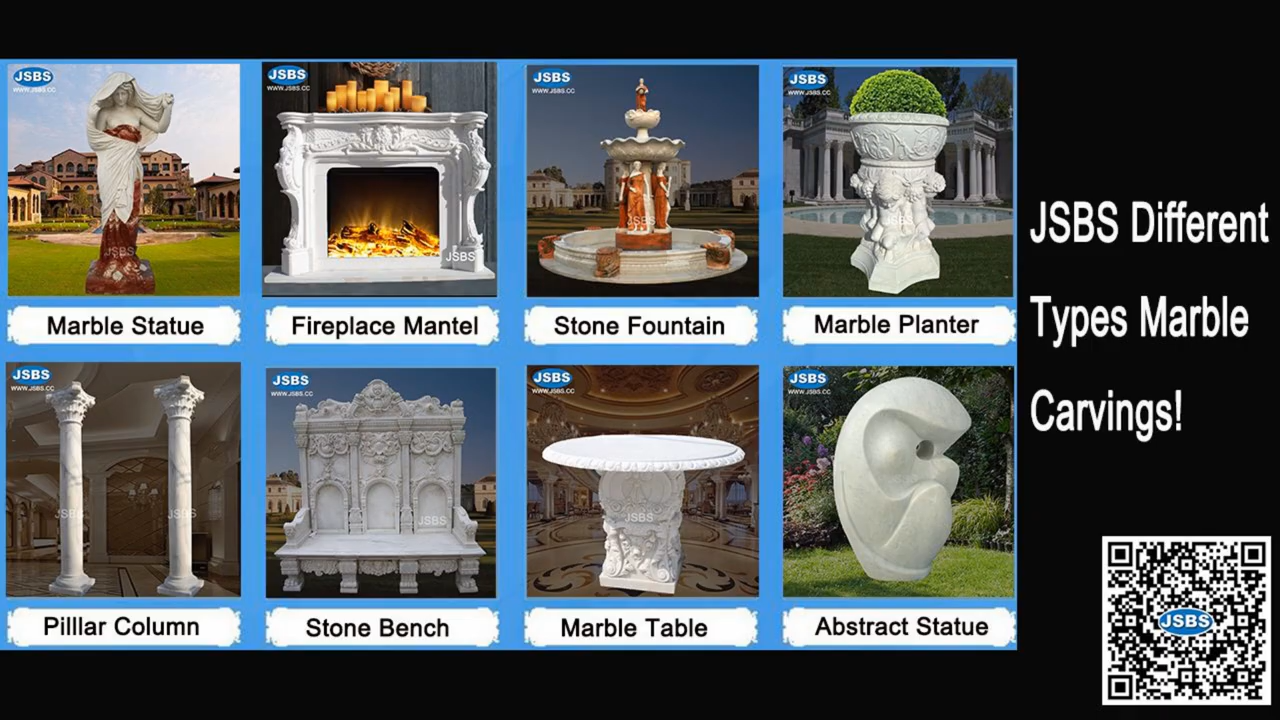 JSBS
WWW.JSBS.CC
JSBS
Marble Statue
JSBS
WWW.JSBS.CC
JSBS
Fireplace Mantel
JSBS
WWW.JSBS.CC
JSBS
Stone Fountain
JSBS
WWW.JSBS.CC
JSBS
Marble Planter
JSBS
WWW.JSBS.CC
JSBS
JSBS
Pilllar Column
JSBS
WWW.JSBS.CC
JSBS
Stone Bench
JSBS
WWW.JSBS.CC
JSBS
Marble Table
JSBS
WWW.JSBS.CC
Abstract Statue
JSBS Different
Types Marble
Carvings!
JSBS